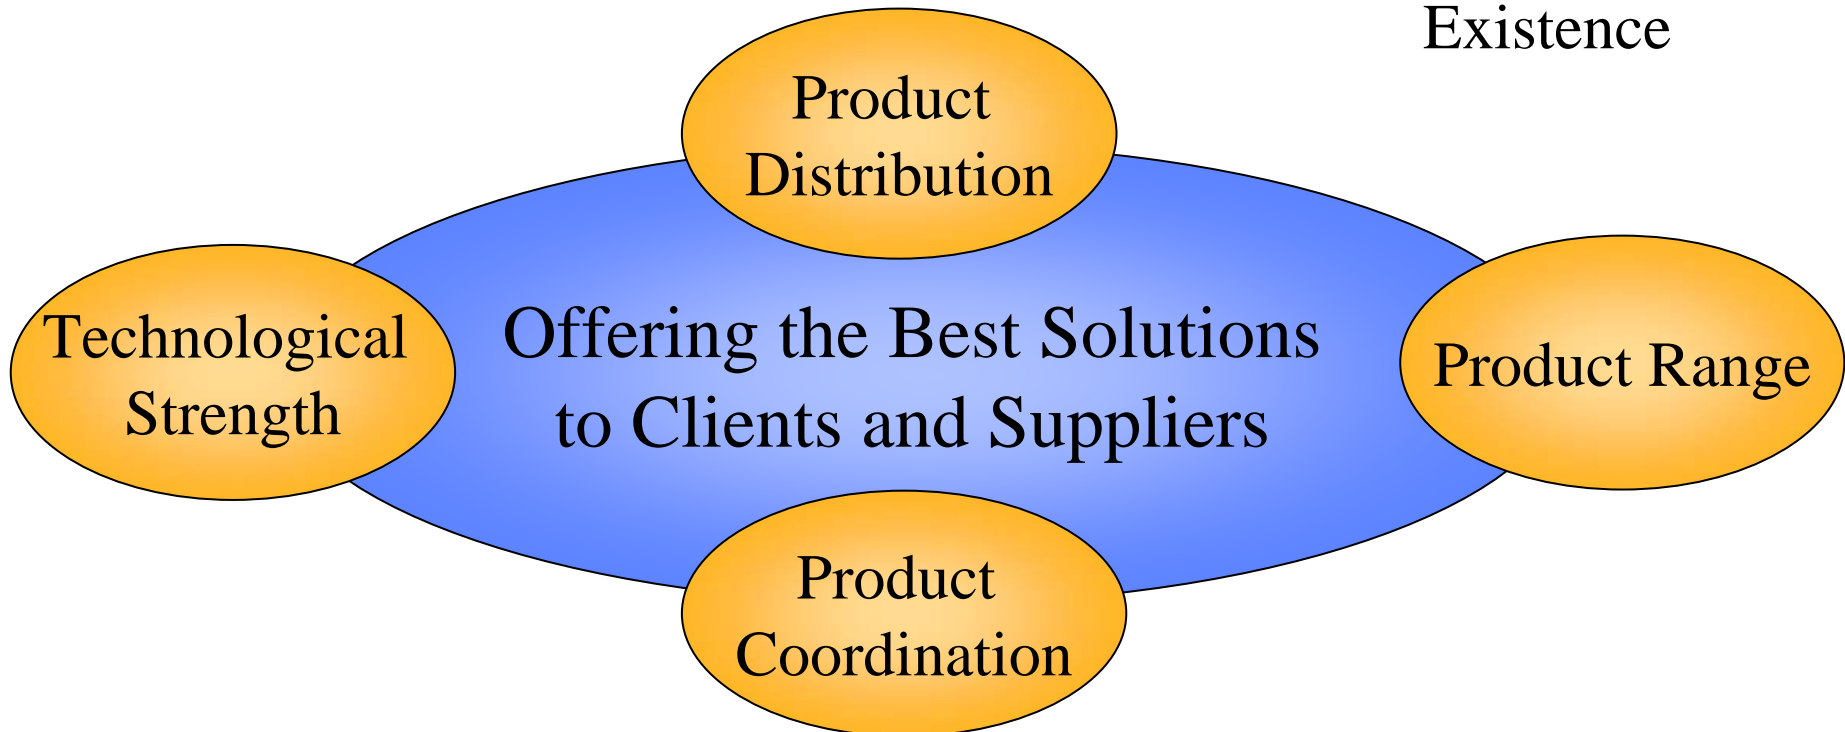 Existence
Product
Distribution
Technological
Strength
Offering the Best Solutions
to Clients and Suppliers
Product Range
Product
Coordination